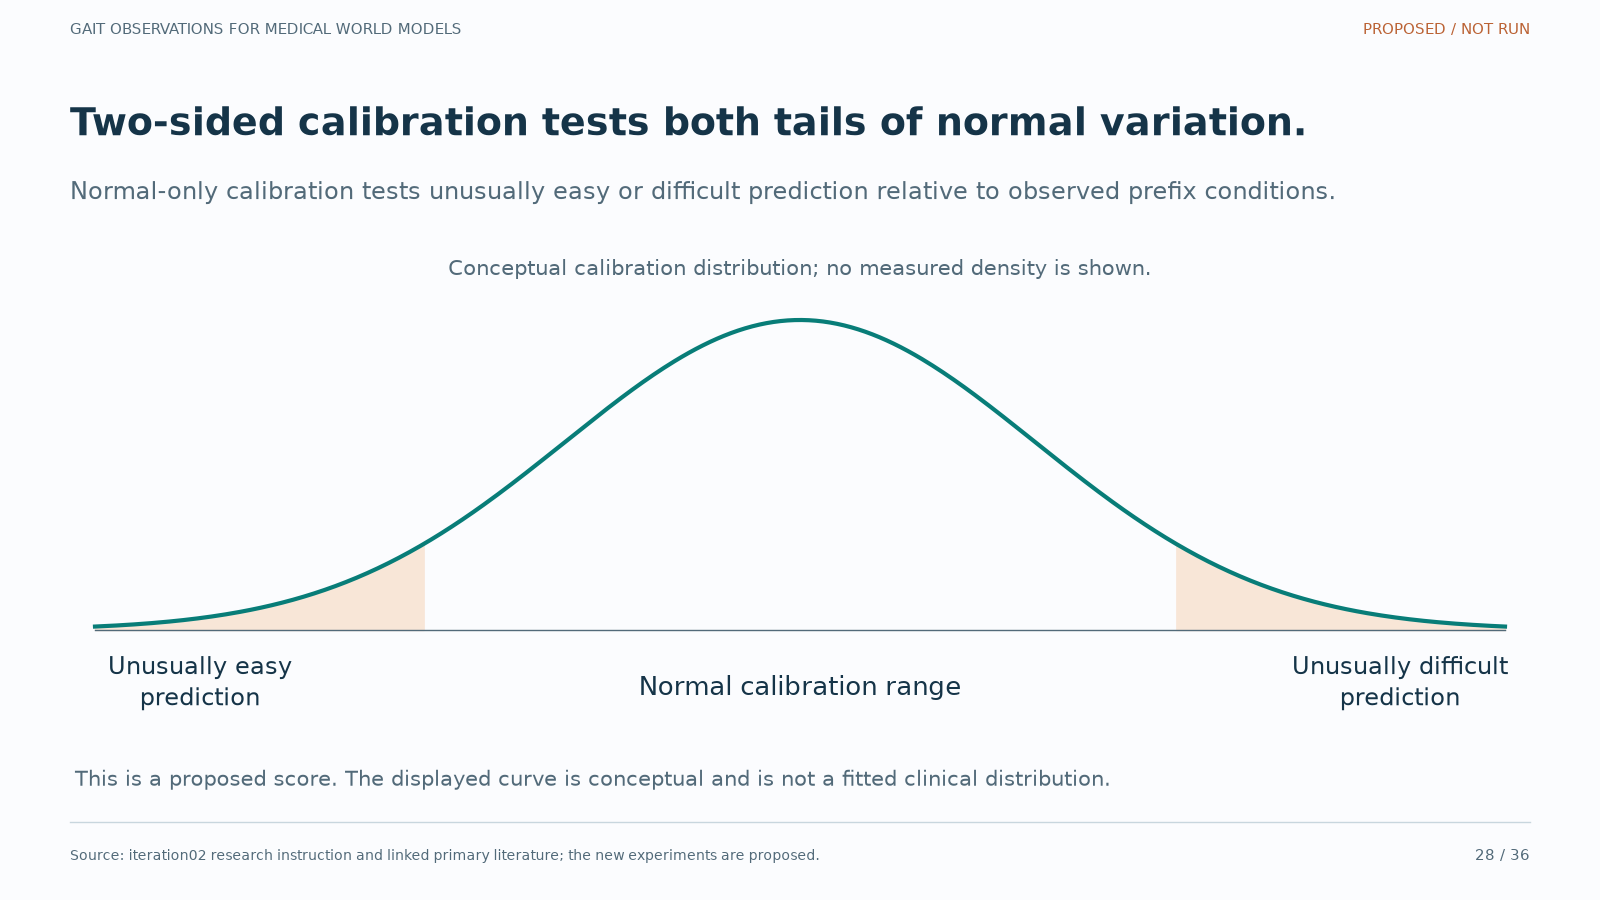 GAIT OBSERVATIONS FOR MEDICAL WORLD MODELS
PROPOSED / NOT RUN
Two-sided calibration tests both tails of normal variation.
Normal-only calibration tests unusually easy or difficult prediction relative to observed prefix conditions.
Conceptual calibration distribution; no measured density is shown.
Unusually easy
prediction
Normal calibration range
Unusually difficult
prediction
This is a proposed score. The displayed curve is conceptual and is not a fitted clinical distribution.
Source: iteration02 research instruction and linked primary literature; the new experiments are proposed.
28 / 36